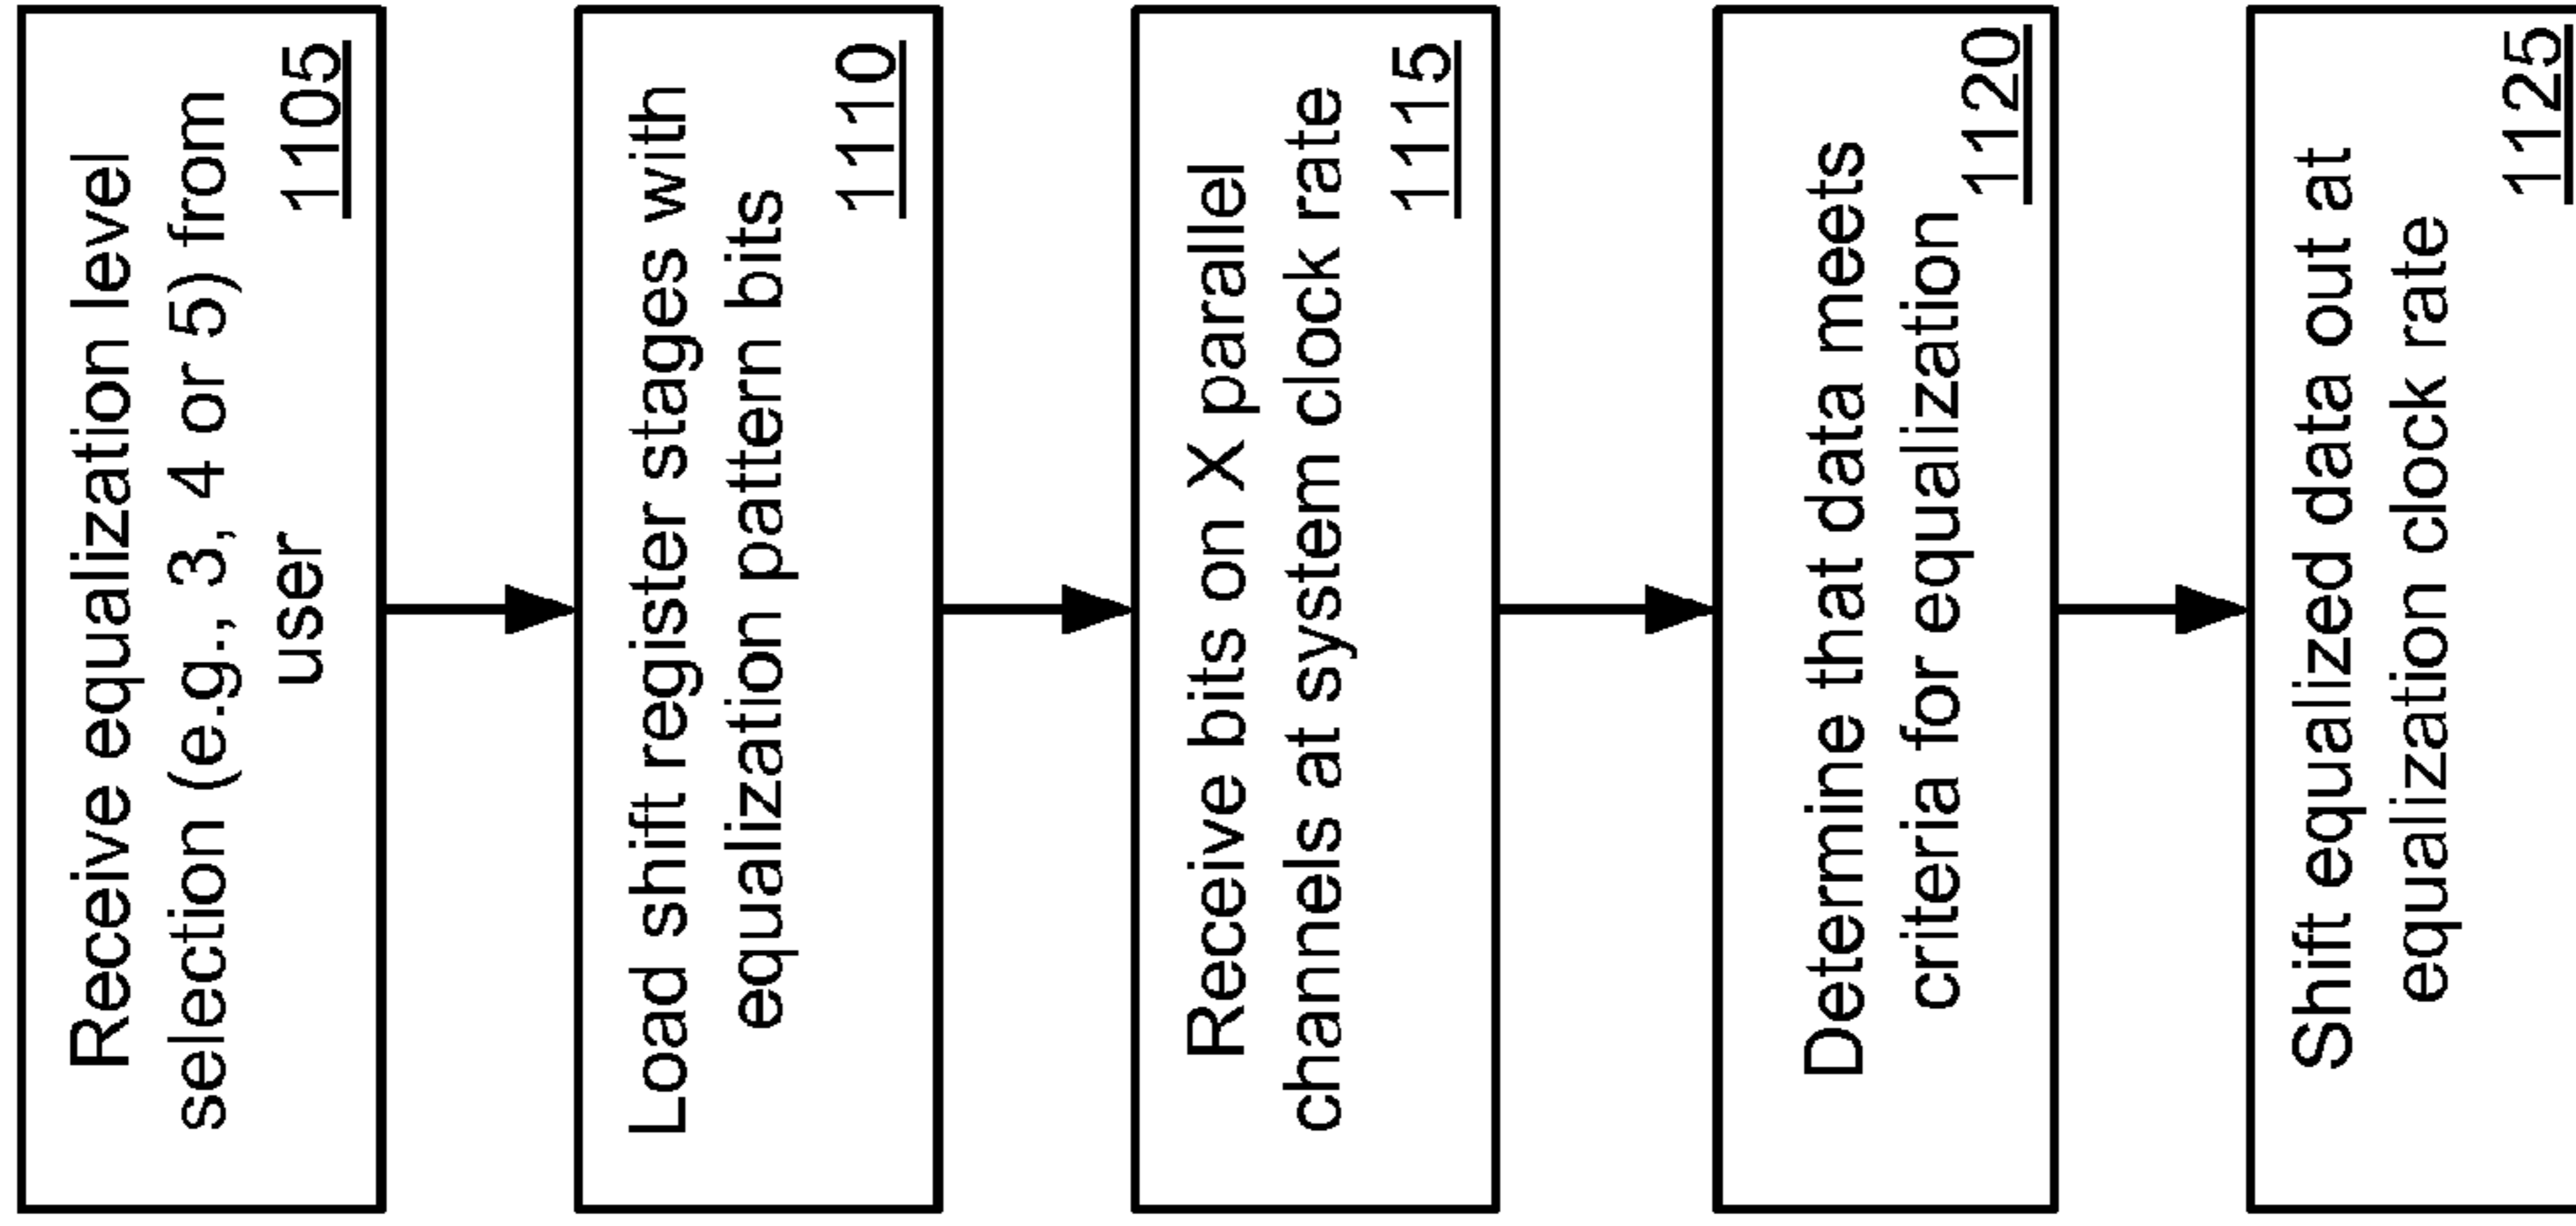 Receive equalization level
selection (e.g., 3, 4 or 5) from
user
1105
Load shift register stages with
equalization pattern bits
1110
Receive bits on X parallel
channels at system clock rate
1115
Determine that data meets
criteria for equalization
1120
Shift equalized data out at
equalization clock rate
1125